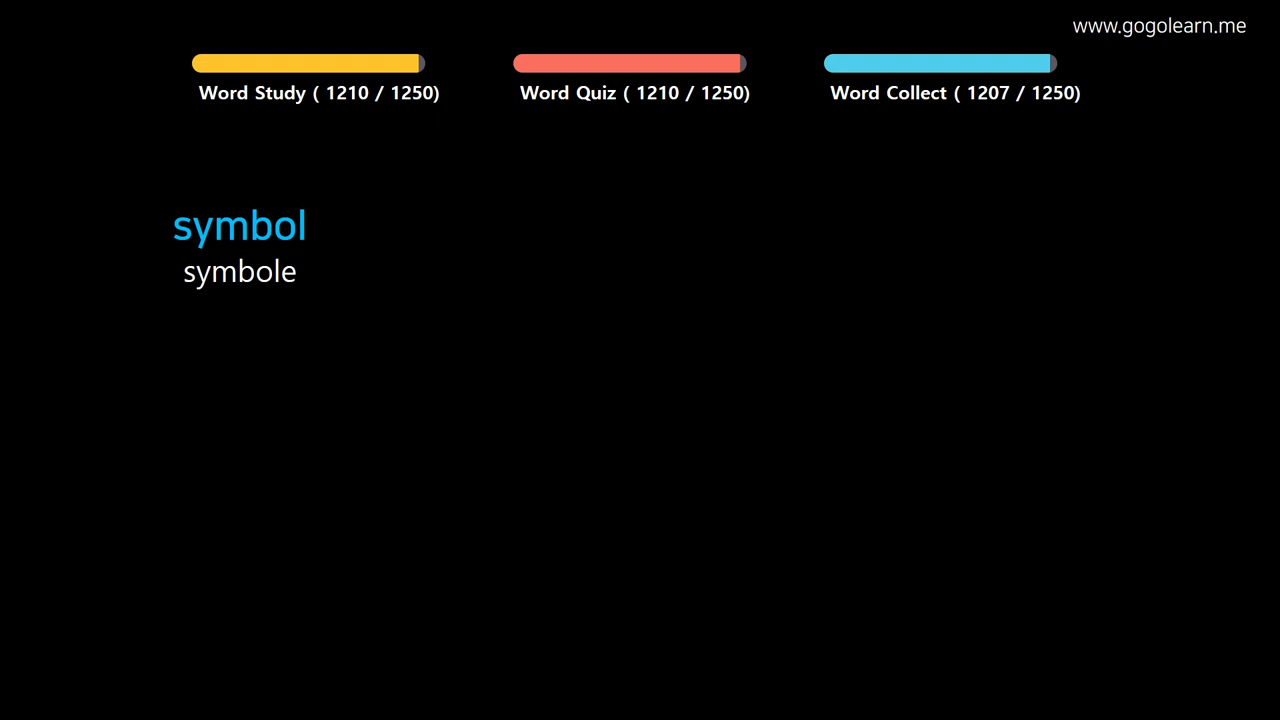 www.gogolearn.me
Word Study ( 1210 / 1250)
Word Quiz ( 1210 / 1250)
Word Collect ( 1207 / 1250)
symbol
symbole